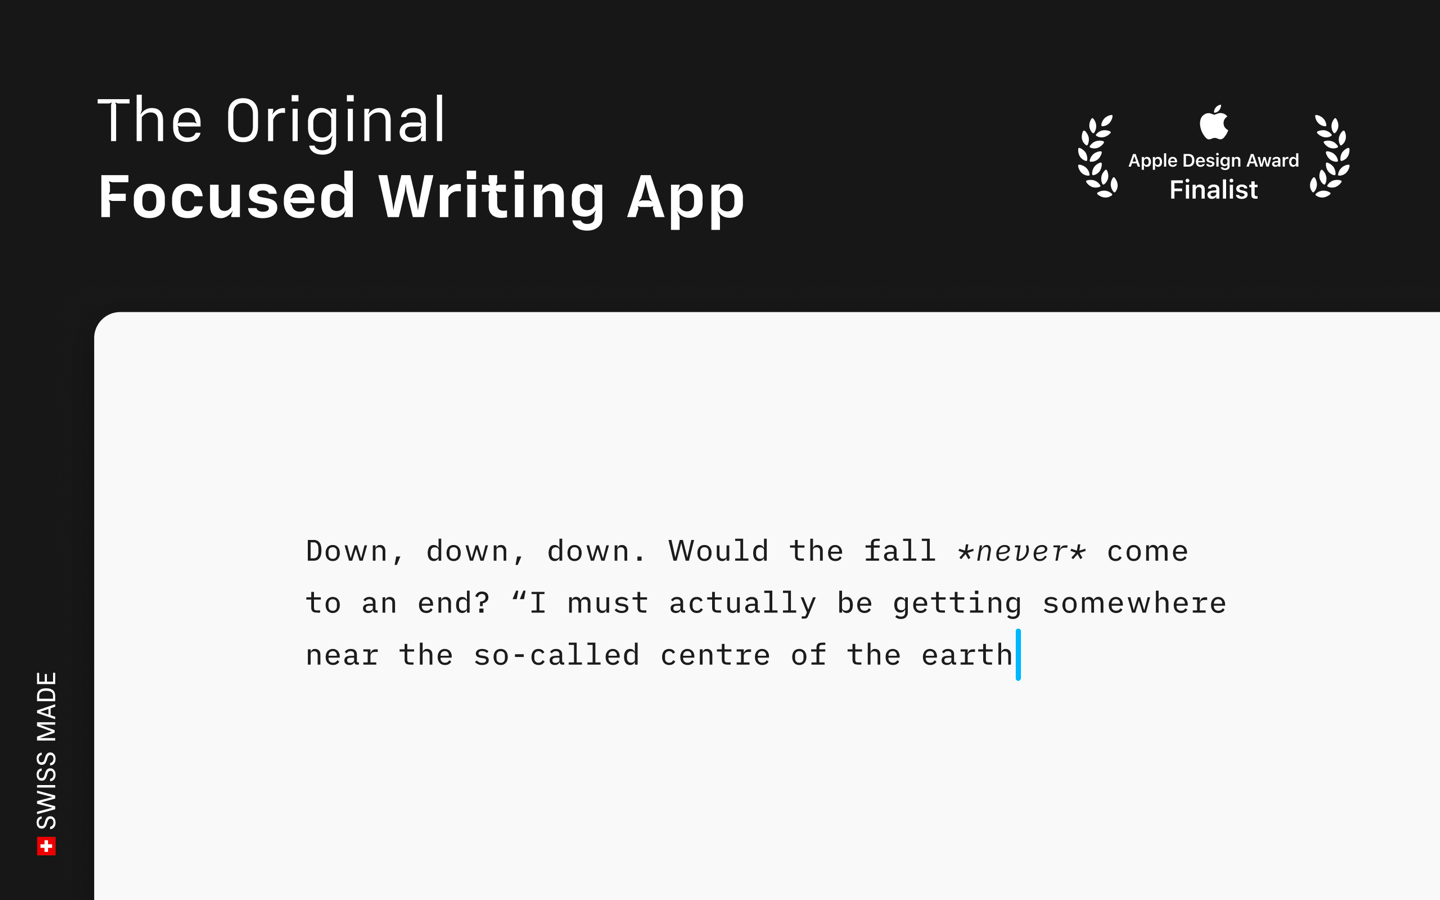 The Original
Focused Writing App
Apple Design Award
Finalist
Down, down, down. Would the fall *never* come
to an end? “I must actually be getting somewhere
near the so-called centre of the earth
SWISS MADE